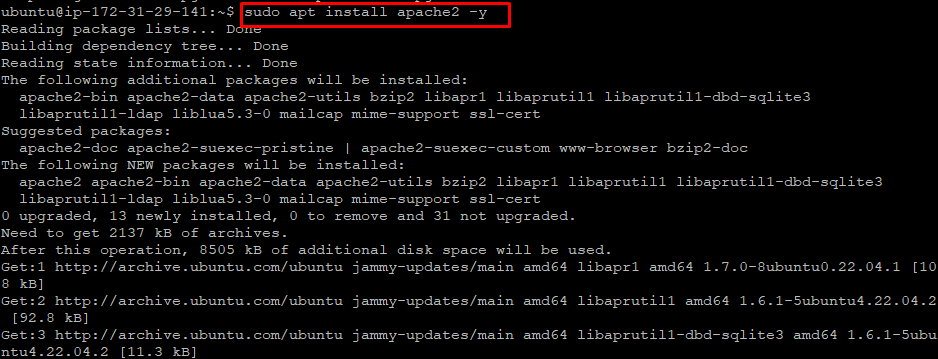 ubuntu@ip-172-31-29-141:~$ sudo apt install apache2 -y
Reading package lists... Done
Building dependency tree... Done
Reading state information... Done
The following additional packages will be installed:
  apache2-bin apache2-data apache2-utils bzip2 libapr1 libaprutil1 libaprutil1-dbd-sqlite3
  libaprutil1-ldap liblua5.3-0 mailcap mime-support ssl-cert
Suggested packages:
  apache2-doc apache2-suexec-pristine | apache2-suexec-custom www-browser bzip2-doc
The following NEW packages will be installed:
  apache2 apache2-bin apache2-data apache2-utils bzip2 libapr1 libaprutil1 libaprutil1-dbd-sqlite3
  libaprutil1-ldap liblua5.3-0 mailcap mime-support ssl-cert
0 upgraded, 13 newly installed, 0 to remove and 31 not upgraded.
Need to get 2137 kB of archives.
After this operation, 8505 kB of additional disk space will be used.
Get:1 http://archive.ubuntu.com/ubuntu jammy-updates/main amd64 libapr1 amd64 1.7.0-8ubuntu0.22.04.1 [10
8 kB]
Get:2 http://archive.ubuntu.com/ubuntu jammy-updates/main amd64 libaprutil1 amd64 1.6.1-5ubuntu4.22.04.2
 [92.8 kB]
Get:3 http://archive.ubuntu.com/ubuntu jammy-updates/main amd64 libaprutil1-dbd-sqlite3 amd64 1.6.1-5ubu
ntu4.22.04.2 [11.3 kB]